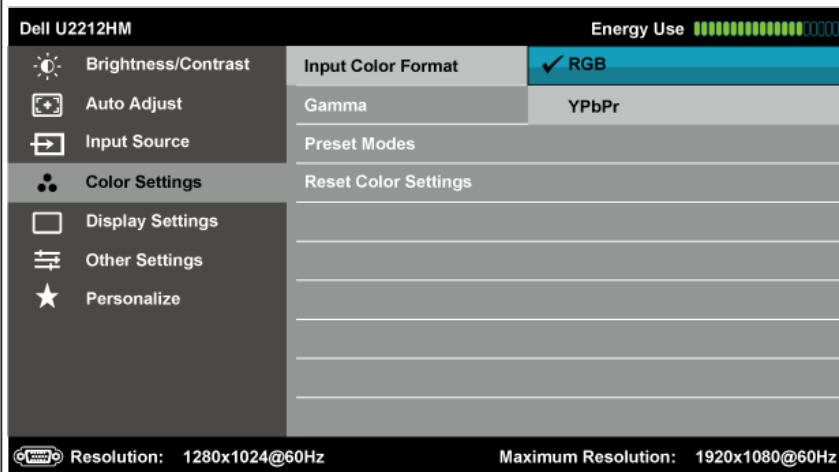 Dell U2212HM Energy Use
Brightness/Contrast
Auto Adjust
Input Source
Color Settings
Display Settings
Other Settings
Personalize
Input Color Format
Gamma
Preset Modes
Reset Color Settings
RGB
YPbPr
Resolution: 1280x1024@60Hz Maximum Resolution: 1920x1080@60Hz